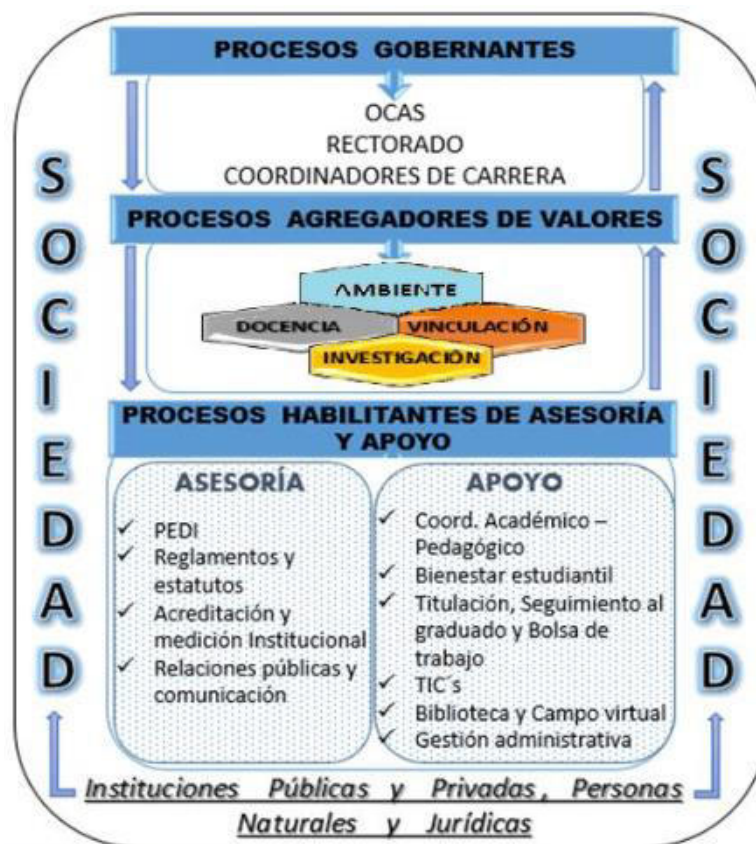 PROCESOS GOBERNANTES
OCAS
RECTORADO
COORDINADORES DE CARRERA
PROCESOS AGREGADORES DE VALORES
AMBIENTE
DOCENCIA
VINCULACIÓN
INVESTIGACIÓN
PROCESOS HABILITANTES DE ASESORÍA
Y APOYO
ASESORÍA
✓ PEDI
✓ Reglamentos y
estatutos
✓ Acreditación y
medición Institucional
✓ Relaciones públicas y
comunicación
APOYO
✓ Coord. Académico –
Pedagógico
✓ Bienestar estudiantil
✓ Titulación, Seguimiento al
graduado y Bolsa de
trabajo
✓ TIC´s
✓ Biblioteca y Campo virtual
✓ Gestión administrativa
SOCIEDAD
SOCIEDAD
Instituciones Públicas y Privadas, Personas
Naturales y Jurídicas